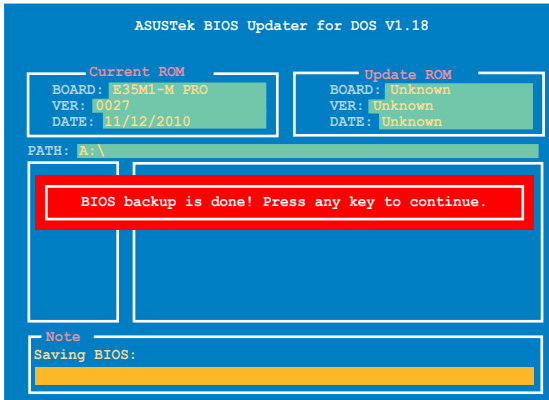 ASUSTek BIOS Updater for DOS V1.18
Current ROM
BOARD: E35M1-M PRO
VER: 0027
DATE: 11/12/2010
Update ROM
BOARD: Unknown
VER: Unknown
DATE: Unknown
PATH: A:\
BIOS backup is done! Press any key to continue.
Note
Saving BIOS: